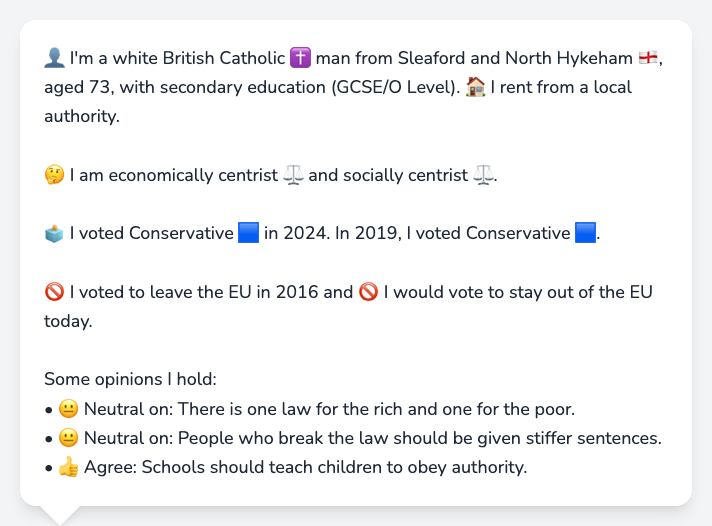 👤 I'm a white British Catholic ✝️ man from Sleaford and North Hykeham 🏴󠁧󠁢󠁥󠁮󠁧󠁿,
aged 73, with secondary education (GCSE/O Level). 🏠 I rent from a local
authority.
🤔 I am economically centrist ⚖️ and socially centrist ⚖️.
🗳️ I voted Conservative 🟦 in 2024. In 2019, I voted Conservative 🟦.
🚫 I voted to leave the EU in 2016 and 🚫 I would vote to stay out of the EU
today.
Some opinions I hold:
• 😐 Neutral on: There is one law for the rich and one for the poor.
• 😐 Neutral on: People who break the law should be given stiffer sentences.
• 👍 Agree: Schools should teach children to obey authority.